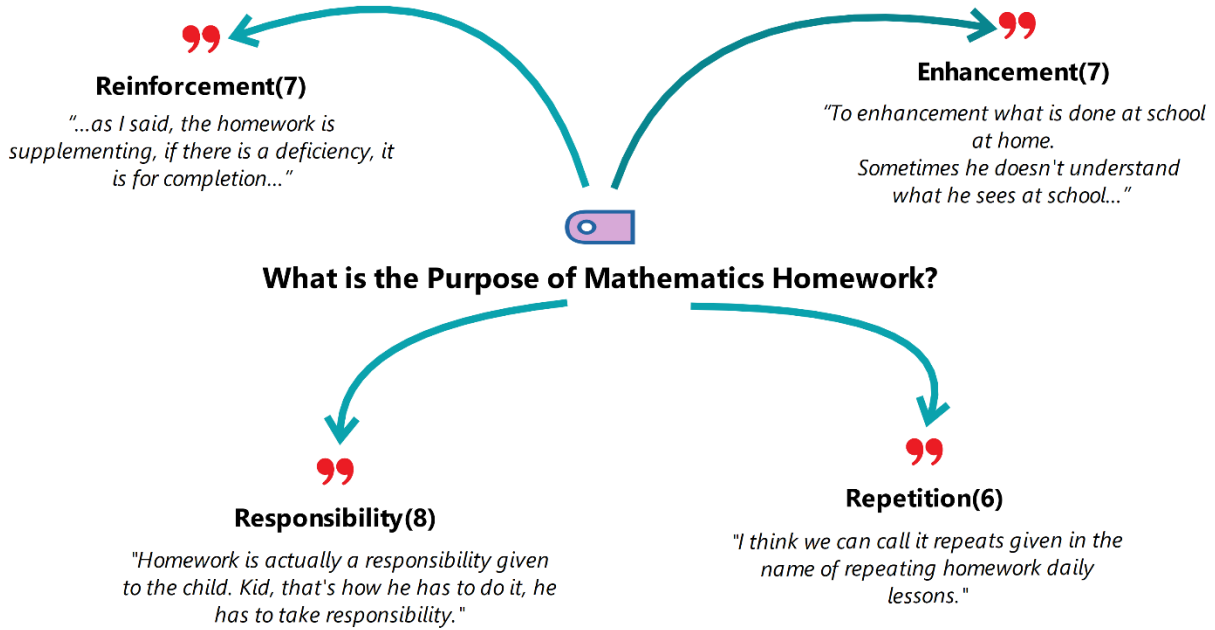 Reinforcement(7)
"...as I said, the homework is
supplementing, if there is a deficiency, it
is for completion..."
Enhancement(7)
"To enhancement what is done at school
at home.
Sometimes he doesn't understand
what he sees at school..."
What is the Purpose of Mathematics Homework?
Responsibility(8)
"Homework is actually a responsibility given
to the child. Kid, that's how he has to do it, he
has to take responsibility."
Repetition(6)
"I think we can call it repeats given in the
name of repeating homework daily
lessons."